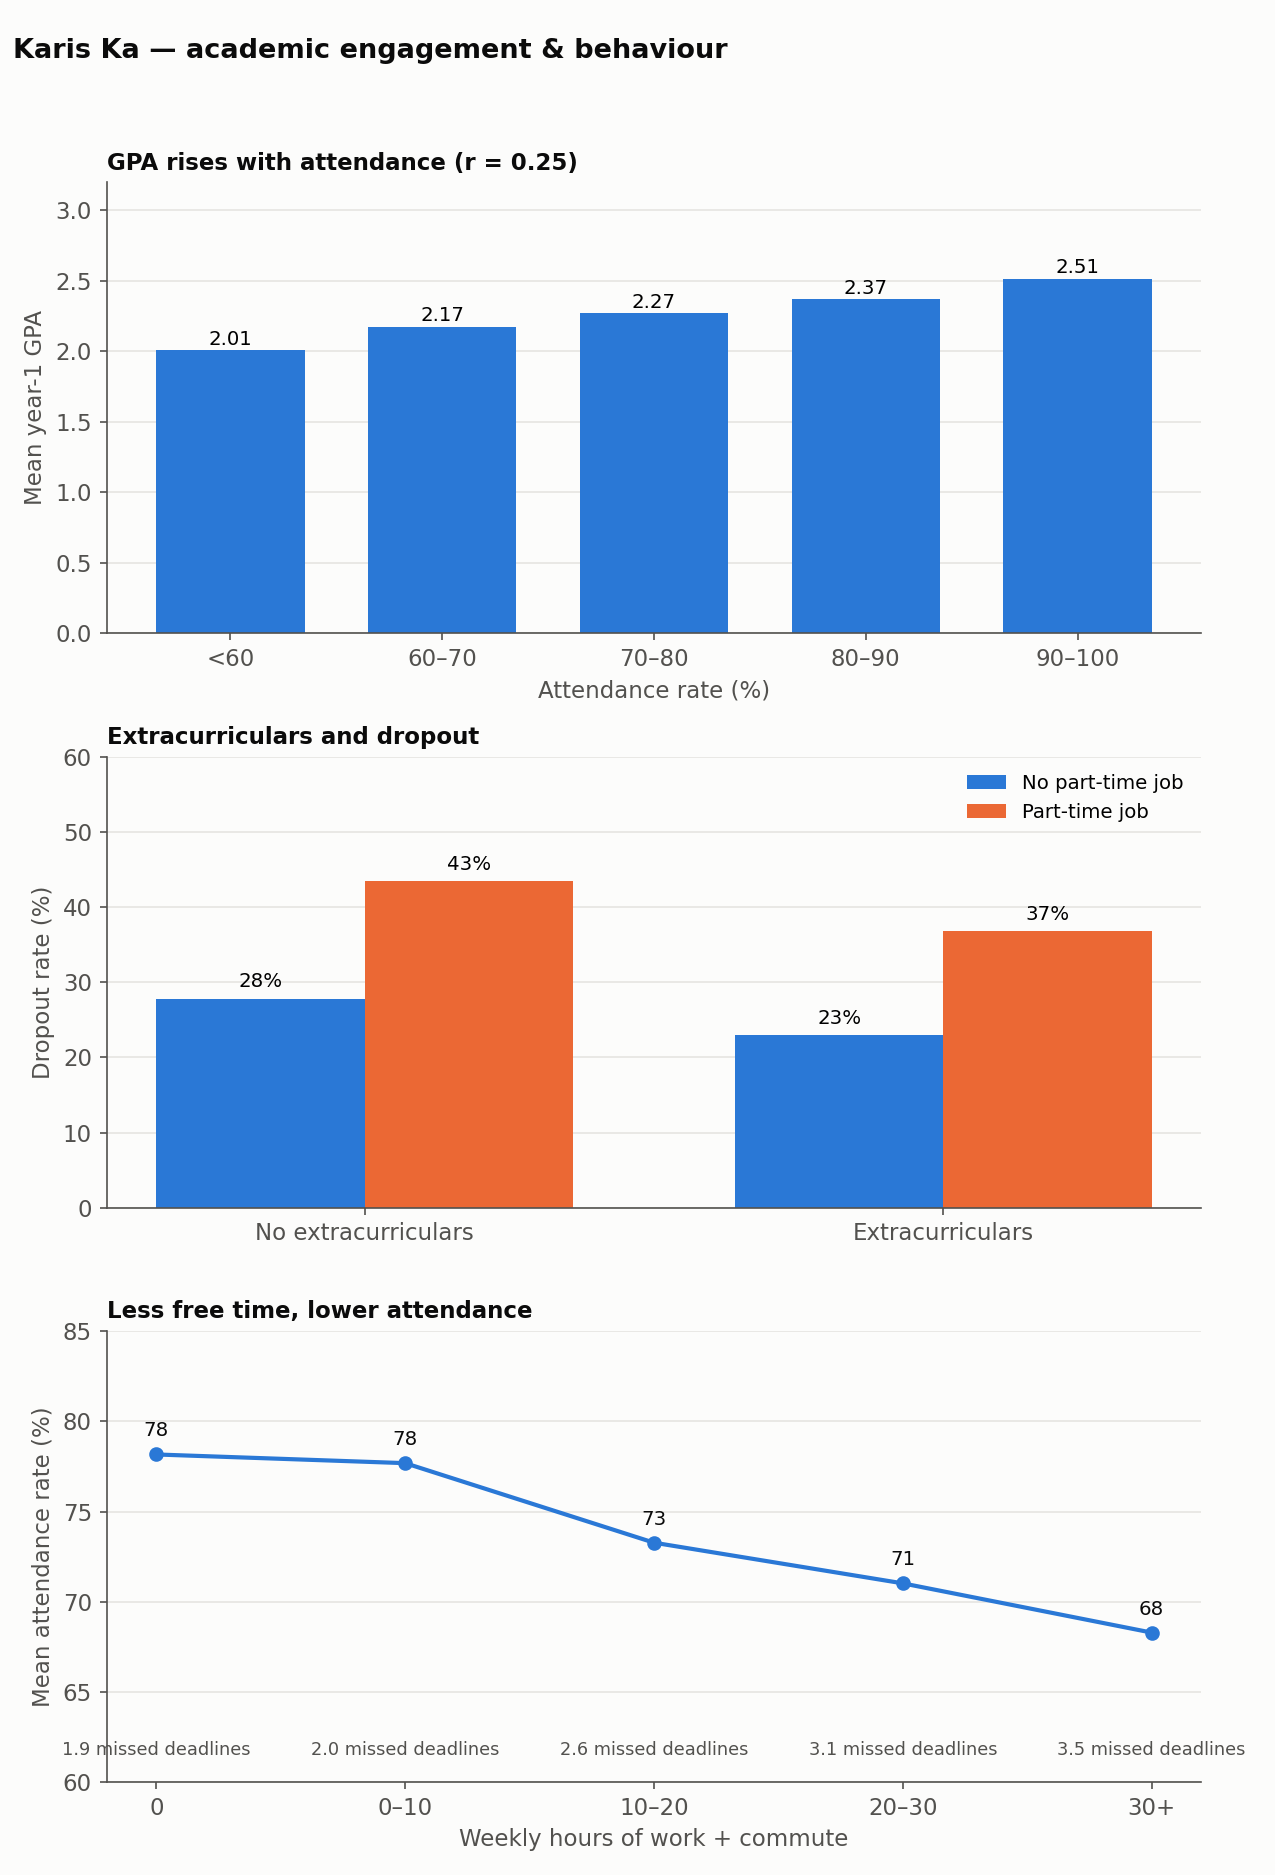 Karis Ka — academic engagement & behaviour
GPA rises with attendance (r = 0.25)
Mean year-1 GPA
3.0
2.5
2.0
1.5
1.0
0.5
0.0
2.01
2.17
2.27
2.37
2.51
<60
60–70
70–80
80–90
90–100
Attendance rate (%)
Extracurriculars and dropout
Dropout rate (%)
60
50
40
30
20
10
0
No part-time job
Part-time job
28%
43%
23%
37%
No extracurriculars
Extracurriculars
Less free time, lower attendance
Mean attendance rate (%)
85
80
75
70
65
60
78
78
73
71
68
1.9 missed deadlines
2.0 missed deadlines
2.6 missed deadlines
3.1 missed deadlines
3.5 missed deadlines
0
0–10
10–20
20–30
30+
Weekly hours of work + commute